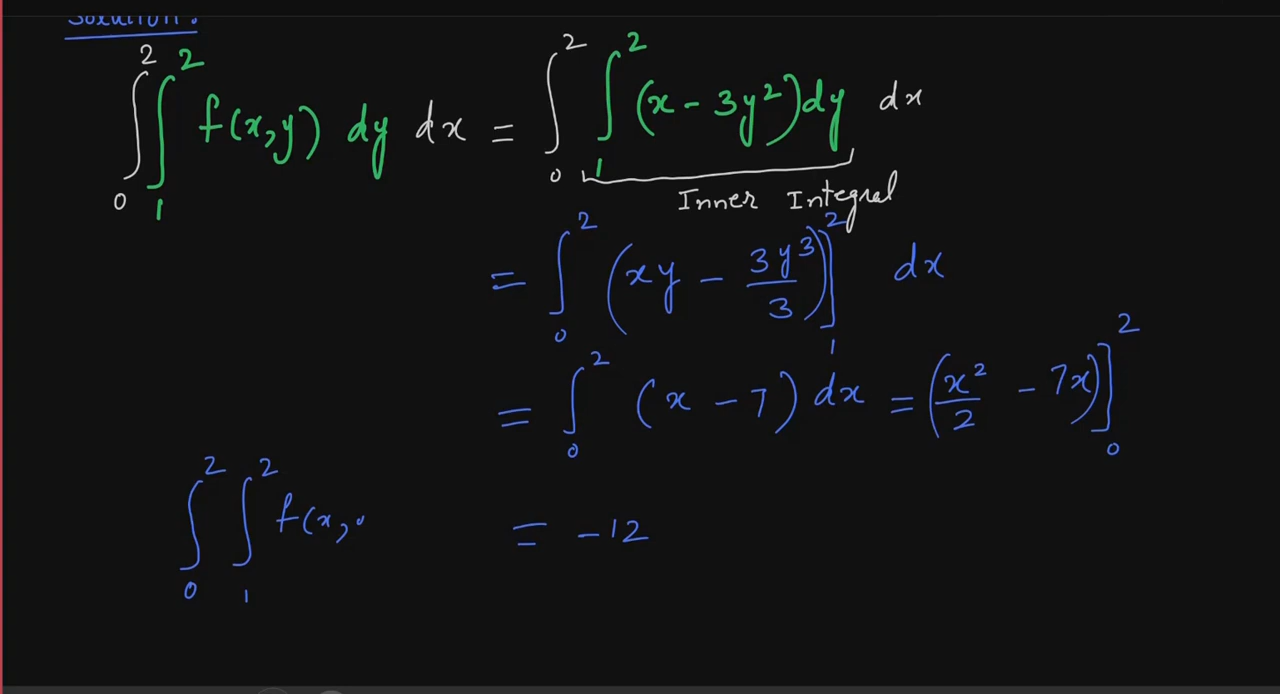 Solution:
∫₀² ∫₁² f(x,y) dy dx = ∫₀² ∫₁² (x - 3y²) dy dx
Inner Integral
= ∫₀² (xy - 3y³/3)]₁² dx
= ∫₀² (x - 7) dx = (x²/2 - 7x)]₀²
∫₀² ∫₁² f(x, = -12